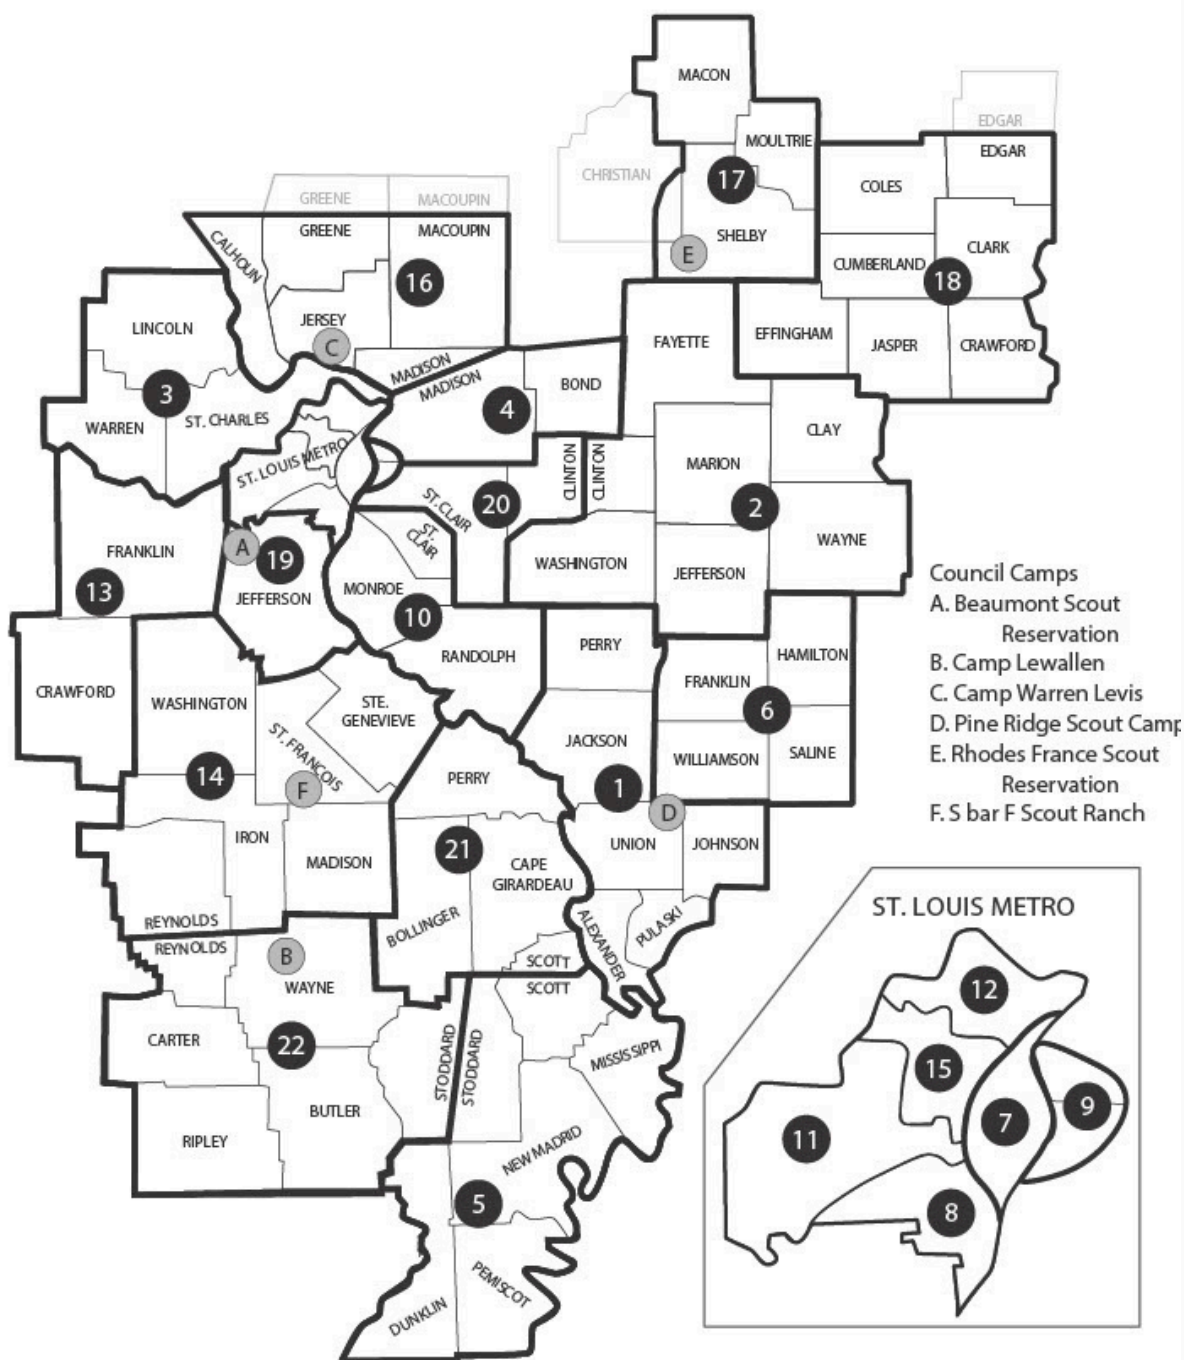 MACON
EDGAR
MOULTRIE
EDGAR
CHRISTIAN
17
COLES
GREENE
MACOUPIN
GREENE
MACOUPIN
CALHOUN
SHELBY
CLARK
E
CUMBERLAND
18
16
LINCOLN
JERSEY
C
FAYETTE
EFFINGHAM
JASPER
CRAWFORD
MADISON
MADISON
BOND
3
4
WARREN
ST. CHARLES
CLAY
ST. LOUIS METRO
MARION
CLINTON
CLINTON
ST. CLAIR
20
2
ST. CLAIR
WAYNE
FRANKLIN
A
19
WASHINGTON
JEFFERSON
13
JEFFERSON
MONROE
10
PERRY
HAMILTON
RANDOLPH
FRANKLIN
CRAWFORD
WASHINGTON
STE.
GENEVIEVE
6
JACKSON
WILLIAMSON
SALINE
ST. FRANCOIS
14
PERRY
1
F
D
IRON
UNION
JOHNSON
MADISON
21
CAPE
GIRARDEAU
REYNOLDS
BOLLINGER
ALEXANDER
PULASKI
REYNOLDS
B
WAYNE
SCOTT
SCOTT
CARTER
22
STODDARD
STODDARD
MISSISSIPPI
BUTLER
RIPLEY
NEW MADRID
5
PEMISCOT
DUNKLIN
Council Camps
A. Beaumont Scout
Reservation
B. Camp Lewallen
C. Camp Warren Levis
D. Pine Ridge Scout Camp
E. Rhodes France Scout
Reservation
F. S bar F Scout Ranch
ST. LOUIS METRO
12
15
7
9
11
8